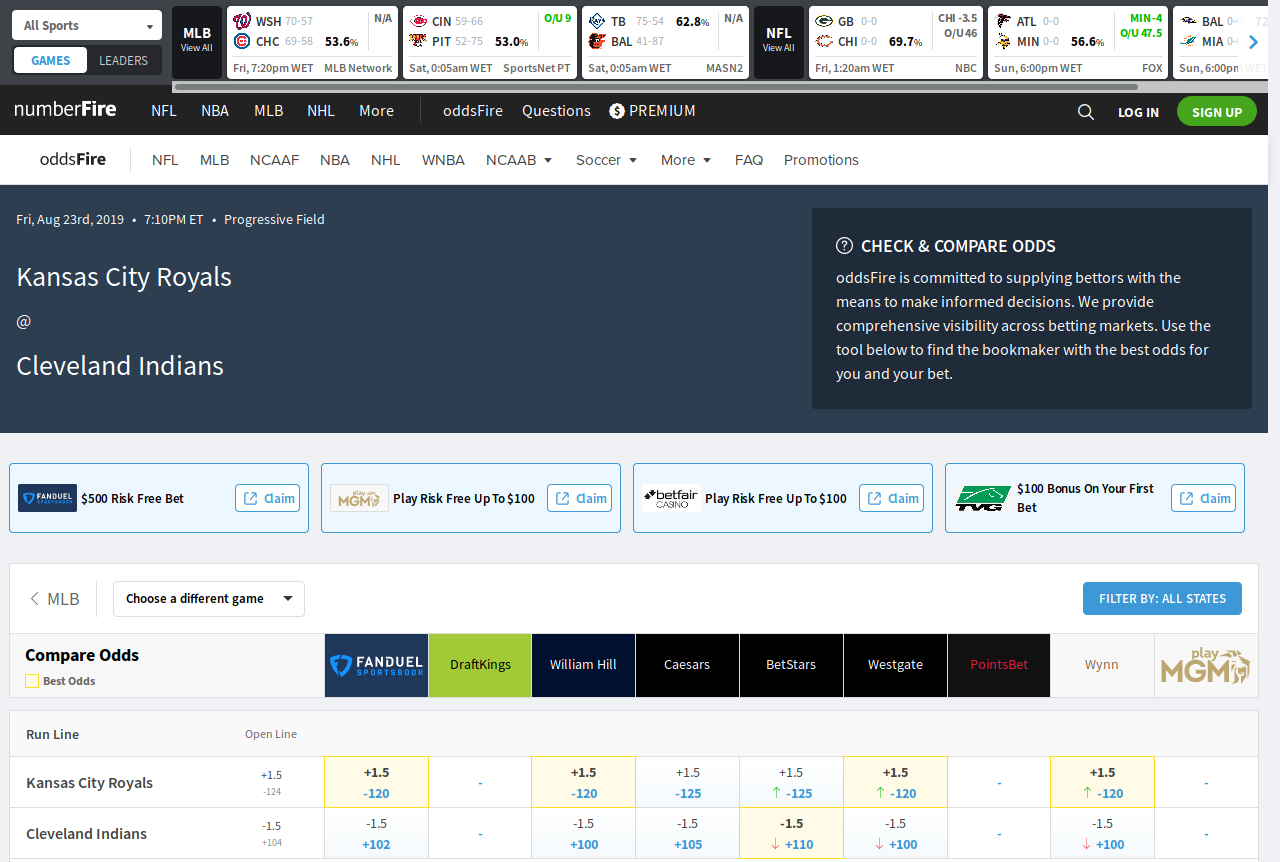 All Sports
GAMES LEADERS
MLB
View All
WSH 70-57 N/A
CHC 69-58 53.6%
Fri, 7:20pm WET MLB Network
CIN 59-66 O/U 9
PIT 52-75 53.0%
Sat, 0:05am WET SportsNet PT
TB 75-54 62.8% N/A
BAL 41-87
Sat, 0:05am WET MASN2
NFL
View All
GB 0-0 CHI -3.5
O/U 46
CHI 0-0 69.7%
Fri, 1:20am WET NBC
ATL 0-0 MIN -4
O/U 47.5
MIN 0-0 56.6%
Sun, 6:00pm WET FOX
BAL
MIA
Sun, 6:00pm
numberFire NFL NBA MLB NHL More oddsFire Questions $ PREMIUM LOG IN SIGN UP
oddsFire NFL MLB NCAAF NBA NHL WNBA NCAAB Soccer More FAQ Promotions
Fri, Aug 23rd, 2019 • 7:10PM ET • Progressive Field
Kansas City Royals
@
Cleveland Indians
? CHECK & COMPARE ODDS
oddsFire is committed to supplying bettors with the
means to make informed decisions. We provide
comprehensive visibility across betting markets. Use the
tool below to find the bookmaker with the best odds for
you and your bet.
FANDUEL SPORTSBOOK $500 Risk Free Bet Claim
play MGM Play Risk Free Up To $100 Claim
betfair CASINO Play Risk Free Up To $100 Claim
TVG $100 Bonus On Your First
Bet Claim
MLB Choose a different game FILTER BY: ALL STATES
Compare Odds
Best Odds
FANDUEL SPORTSBOOK DraftKings William Hill Caesars BetStars Westgate PointsBet Wynn play MGM
Run Line Open Line
Kansas City Royals
+1.5 +1.5 +1.5 +1.5 +1.5 +1.5 +1.5
-124 -120 - -120 -125 ↑ -125 ↑ -120 - ↑ -120 -
Cleveland Indians
-1.5 -1.5 -1.5 -1.5 -1.5 -1.5 -1.5
+104 +102 - +100 +105 ↓ +110 ↓ +100 - ↓ +100 -